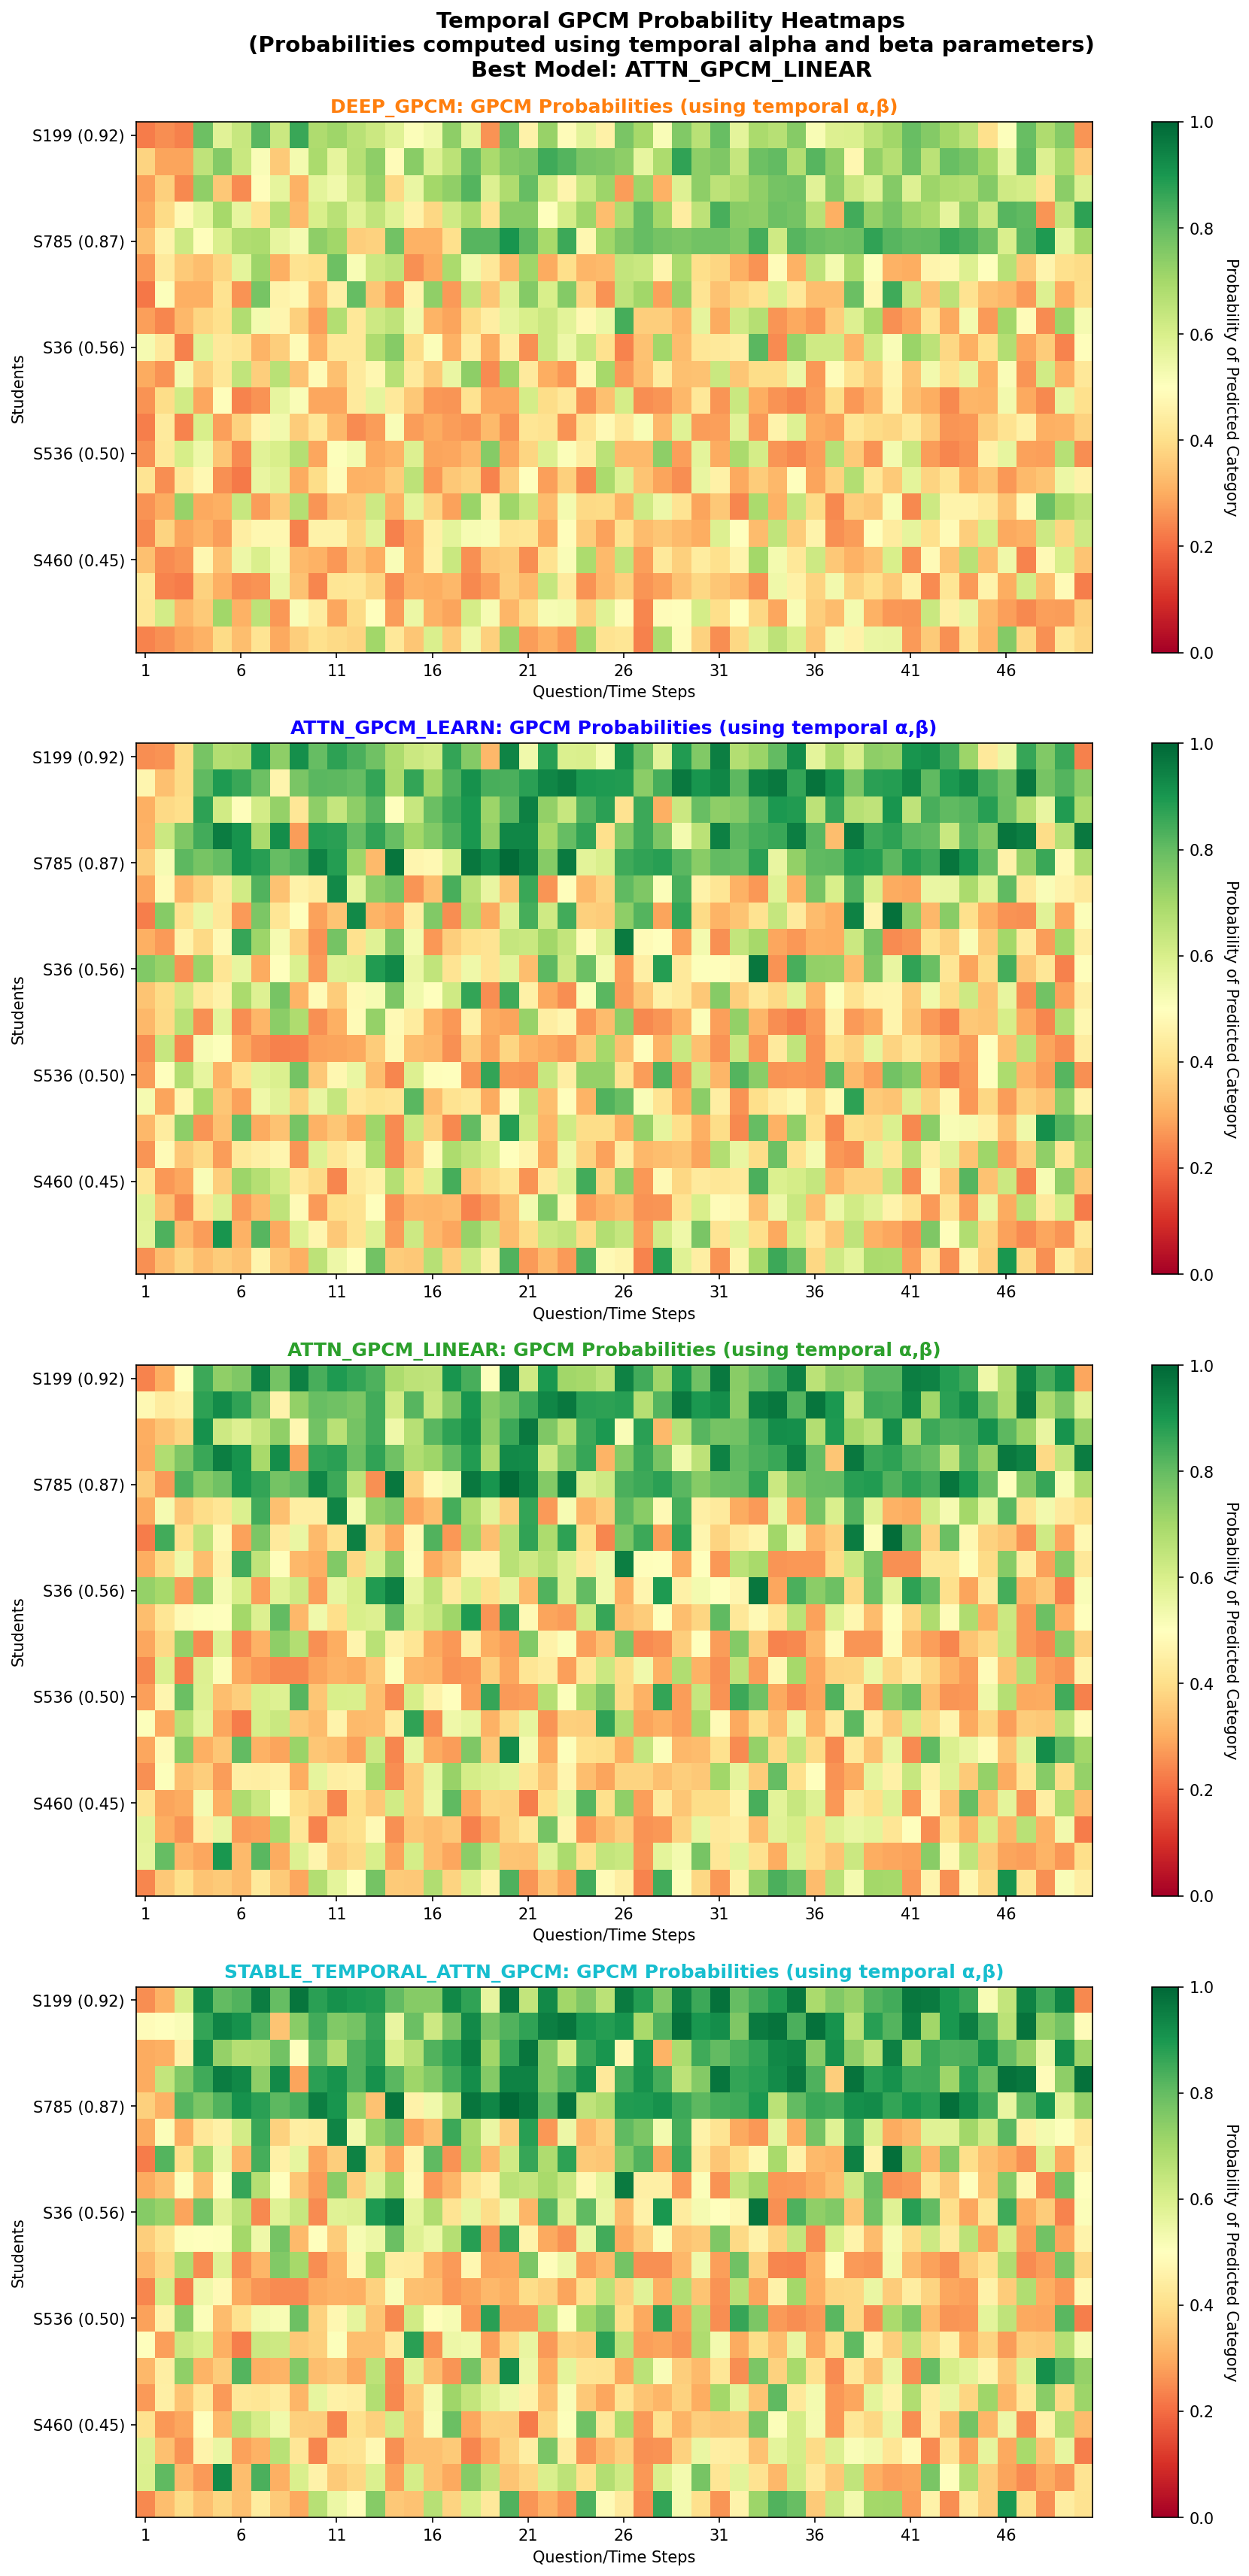 Temporal GPCM Probability Heatmaps
(Probabilities computed using temporal alpha and beta parameters)
Best Model: ATTN_GPCM_LINEAR
DEEP_GPCM: GPCM Probabilities (using temporal α,β)
Students
S199 (0.92)
S785 (0.87)
S36 (0.56)
S536 (0.50)
S460 (0.45)
1 6 11 16 21 26 31 36 41 46
Question/Time Steps
1.0
0.8
0.6
0.4
0.2
0.0
Probability of Predicted Category
ATTN_GPCM_LEARN: GPCM Probabilities (using temporal α,β)
Students
S199 (0.92)
S785 (0.87)
S36 (0.56)
S536 (0.50)
S460 (0.45)
1 6 11 16 21 26 31 36 41 46
Question/Time Steps
1.0
0.8
0.6
0.4
0.2
0.0
Probability of Predicted Category
ATTN_GPCM_LINEAR: GPCM Probabilities (using temporal α,β)
Students
S199 (0.92)
S785 (0.87)
S36 (0.56)
S536 (0.50)
S460 (0.45)
1 6 11 16 21 26 31 36 41 46
Question/Time Steps
1.0
0.8
0.6
0.4
0.2
0.0
Probability of Predicted Category
STABLE_TEMPORAL_ATTN_GPCM: GPCM Probabilities (using temporal α,β)
Students
S199 (0.92)
S785 (0.87)
S36 (0.56)
S536 (0.50)
S460 (0.45)
1 6 11 16 21 26 31 36 41 46
Question/Time Steps
1.0
0.8
0.6
0.4
0.2
0.0
Probability of Predicted Category